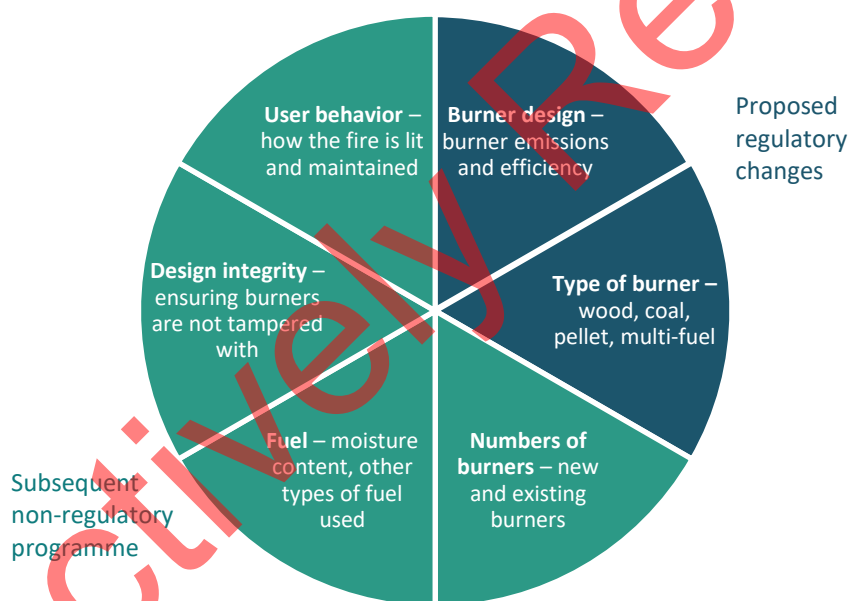 User behavior –
how the fire is lit
and maintained
Burner design –
burner emissions
and efficiency
Proposed
regulatory
changes
Design integrity –
ensuring burners
are not tampered
with
Type of burner –
wood, coal,
pellet, multi-fuel
Fuel – moisture
content, other
types of fuel
used
Numbers of
burners – new
and existing
burners
Subsequent
non-regulatory
programme
ctively Re